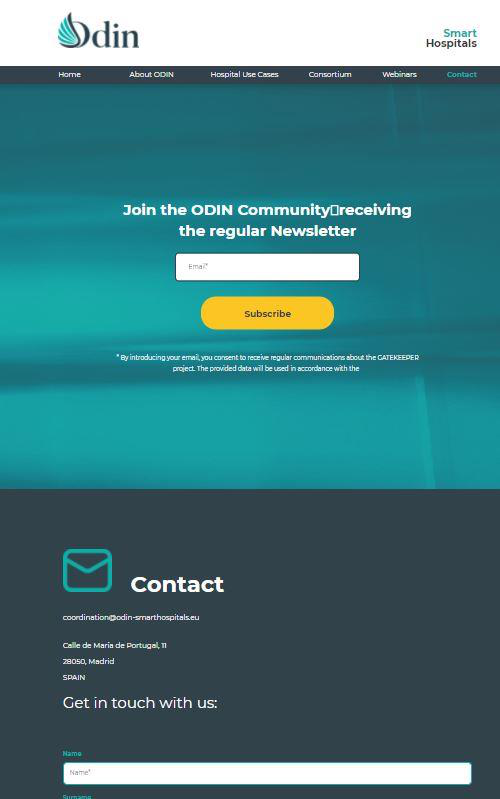 Odin
Smart
Hospitals
Home About ODIN Hospital Use Cases Consortium Webinars Contact
Join the ODIN Community▯receiving
the regular Newsletter
Email*
Subscribe
* By introducing your email, you consent to receive regular communications about the GATEKEEPER
project. The provided data will be used in accordance with the
Contact
coordination@odin-smarthospitals.eu
Calle de María de Portugal, 11
28050, Madrid
SPAIN
Get in touch with us:
Name
Name*
Surname